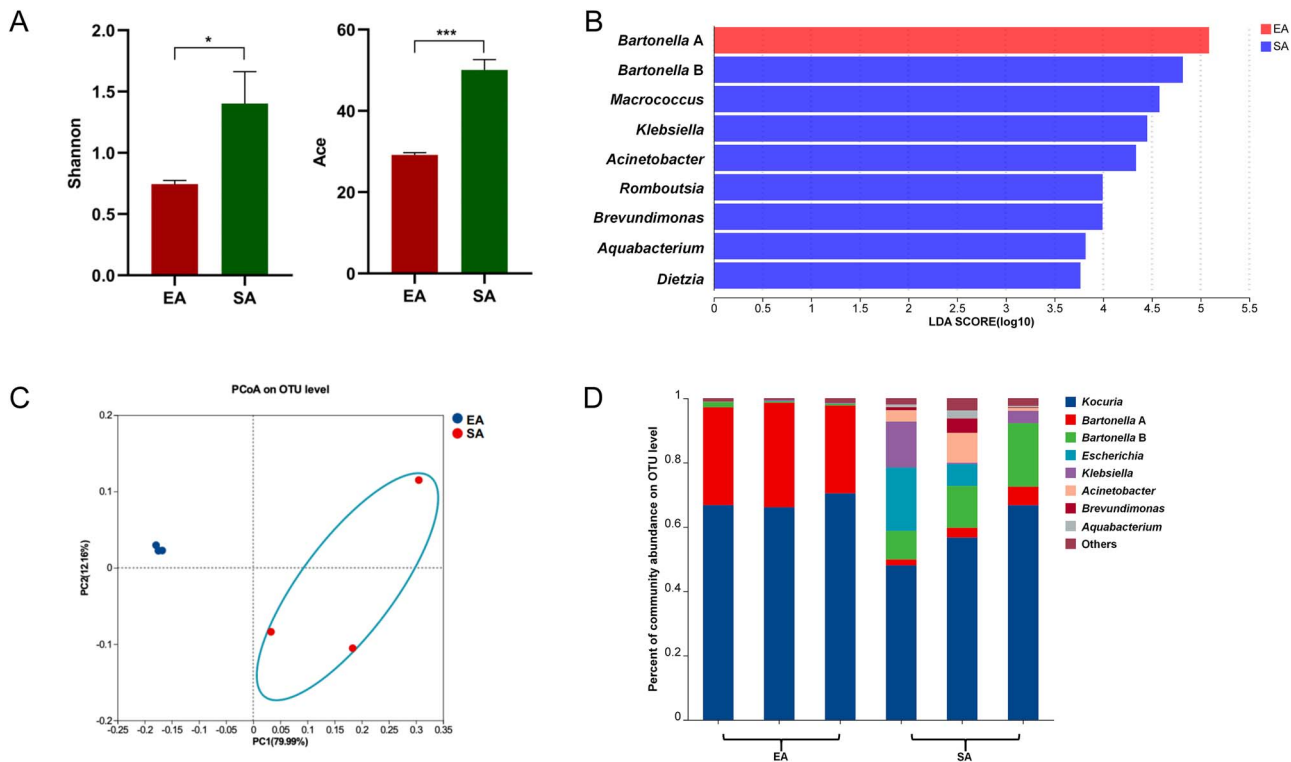 A
2.0
1.5
1.0
0.5
0.0
Shannon
*
EA
SA
60
40
20
0
Ace
***
EA
SA
B
Bartonella A
Bartonella B
Macrococcus
Klebsiella
Acinetobacter
Romboutsia
Brevundimonas
Aquabacterium
Dietzia
0 0.5 1 1.5 2 2.5 3 3.5 4 4.5 5 5.5
LDA SCORE(log10)
EA
SA
C
PCoA on OTU level
EA
SA
0.2
0.1
0
-0.1
-0.2
PC2(12.16%)
-0.25 -0.2 -0.15 -0.1 -0.05 0 0.05 0.1 0.15 0.2 0.25 0.3 0.35
PC1(79.99%)
D
1
0.8
0.6
0.4
0.2
0
Percent of community abundance on OTU level
EA
SA
Kocuria
Bartonella A
Bartonella B
Escherichia
Klebsiella
Acinetobacter
Brevundimonas
Aquabacterium
Others